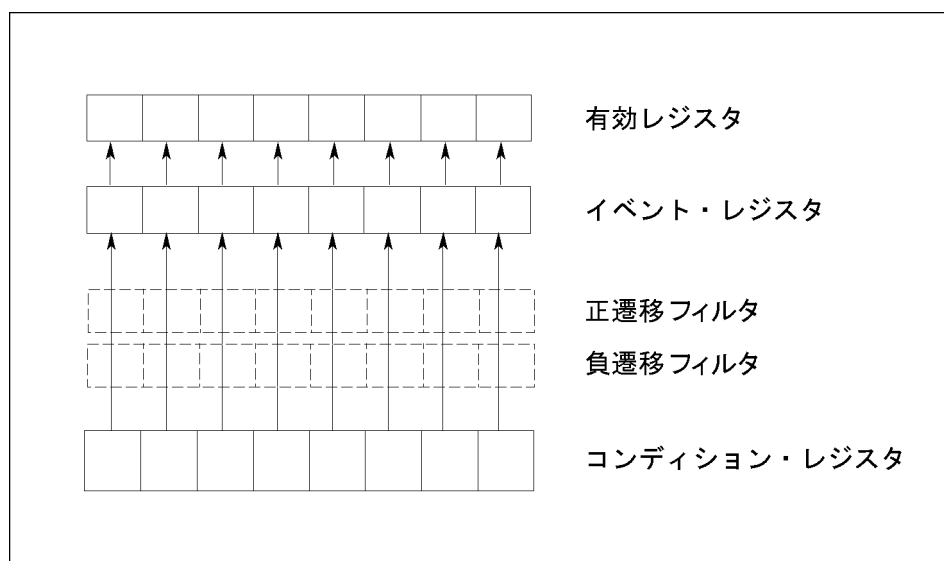 有効レジスタ
イベント・レジスタ
正遷移フィルタ
負遷移フィルタ
コンディション・レジスタ